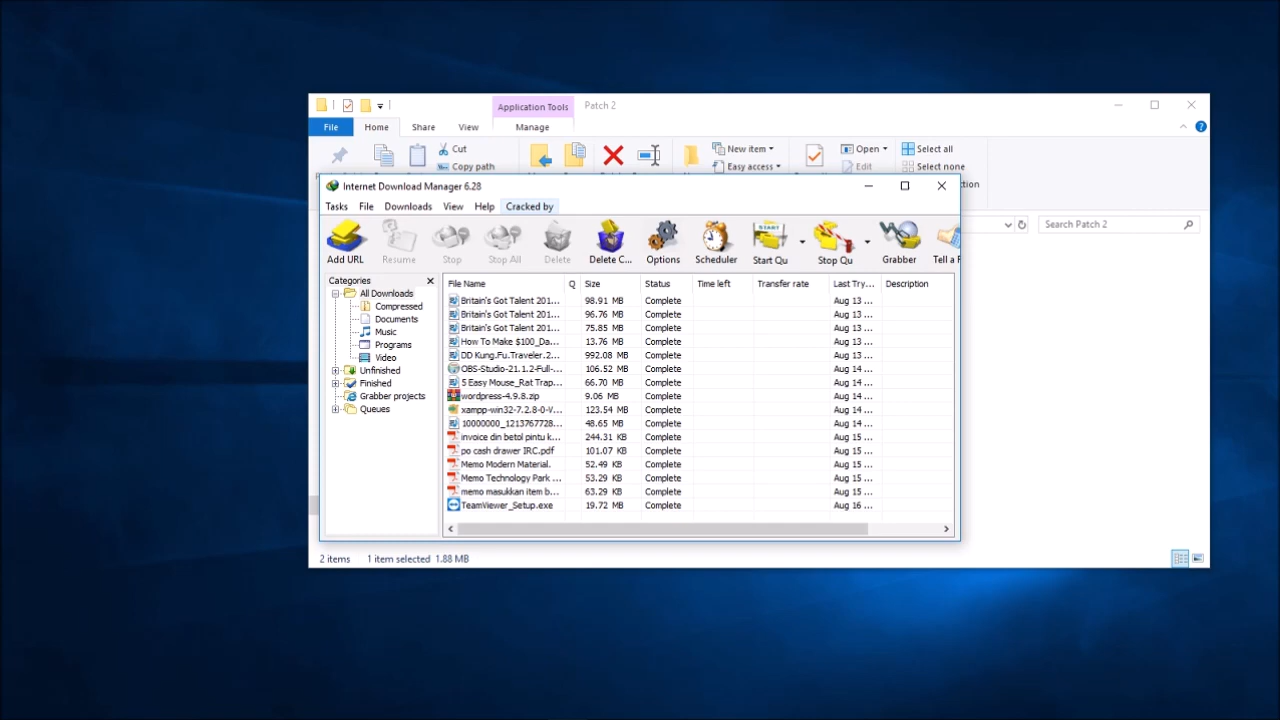 Application Tools Patch 2
File Home Share View Manage
Cut
Copy path
New item
Easy access
Open
Edit
Select all
Select none
Search Patch 2
Internet Download Manager 6.28
Tasks File Downloads View Help Cracked by
Add URL Resume Stop Stop All Delete Delete C... Options Scheduler Start Qu Stop Qu Grabber Tell a F
Categories
All Downloads
Compressed
Documents
Music
Programs
Video
Unfinished
Finished
Grabber projects
Queues
File Name Q Size Status Time left Transfer rate Last Try... Description
Britain's Got Talent 201... 98.91 MB Complete Aug 13 ...
Britain's Got Talent 201... 96.76 MB Complete Aug 13 ...
Britain's Got Talent 201... 75.85 MB Complete Aug 13 ...
How To Make $100_Da... 13.76 MB Complete Aug 13 ...
DD Kung.Fu.Traveler.2... 992.08 MB Complete Aug 13 ...
OBS-Studio-21.1.2-Full-... 106.52 MB Complete Aug 14 ...
5 Easy Mouse_Rat Trap... 66.70 MB Complete Aug 14 ...
wordpress-4.9.8.zip 9.06 MB Complete Aug 14 ...
xampp-win32-7.2.8-0-V... 123.54 MB Complete Aug 14 ...
10000000_1213767728... 48.65 MB Complete Aug 14 ...
invoice din betol pintu k... 244.31 KB Complete Aug 15 ...
po cash drawer IRC.pdf 101.07 KB Complete Aug 15 ...
Memo Modern Material. 52.49 KB Complete Aug 15 ...
Memo Technology Park ... 53.29 KB Complete Aug 15 ...
memo masukkan item b... 63.29 KB Complete Aug 15 ...
TeamViewer_Setup.exe 19.72 MB Complete Aug 16 ...
2 items 1 item selected 1.88 MB